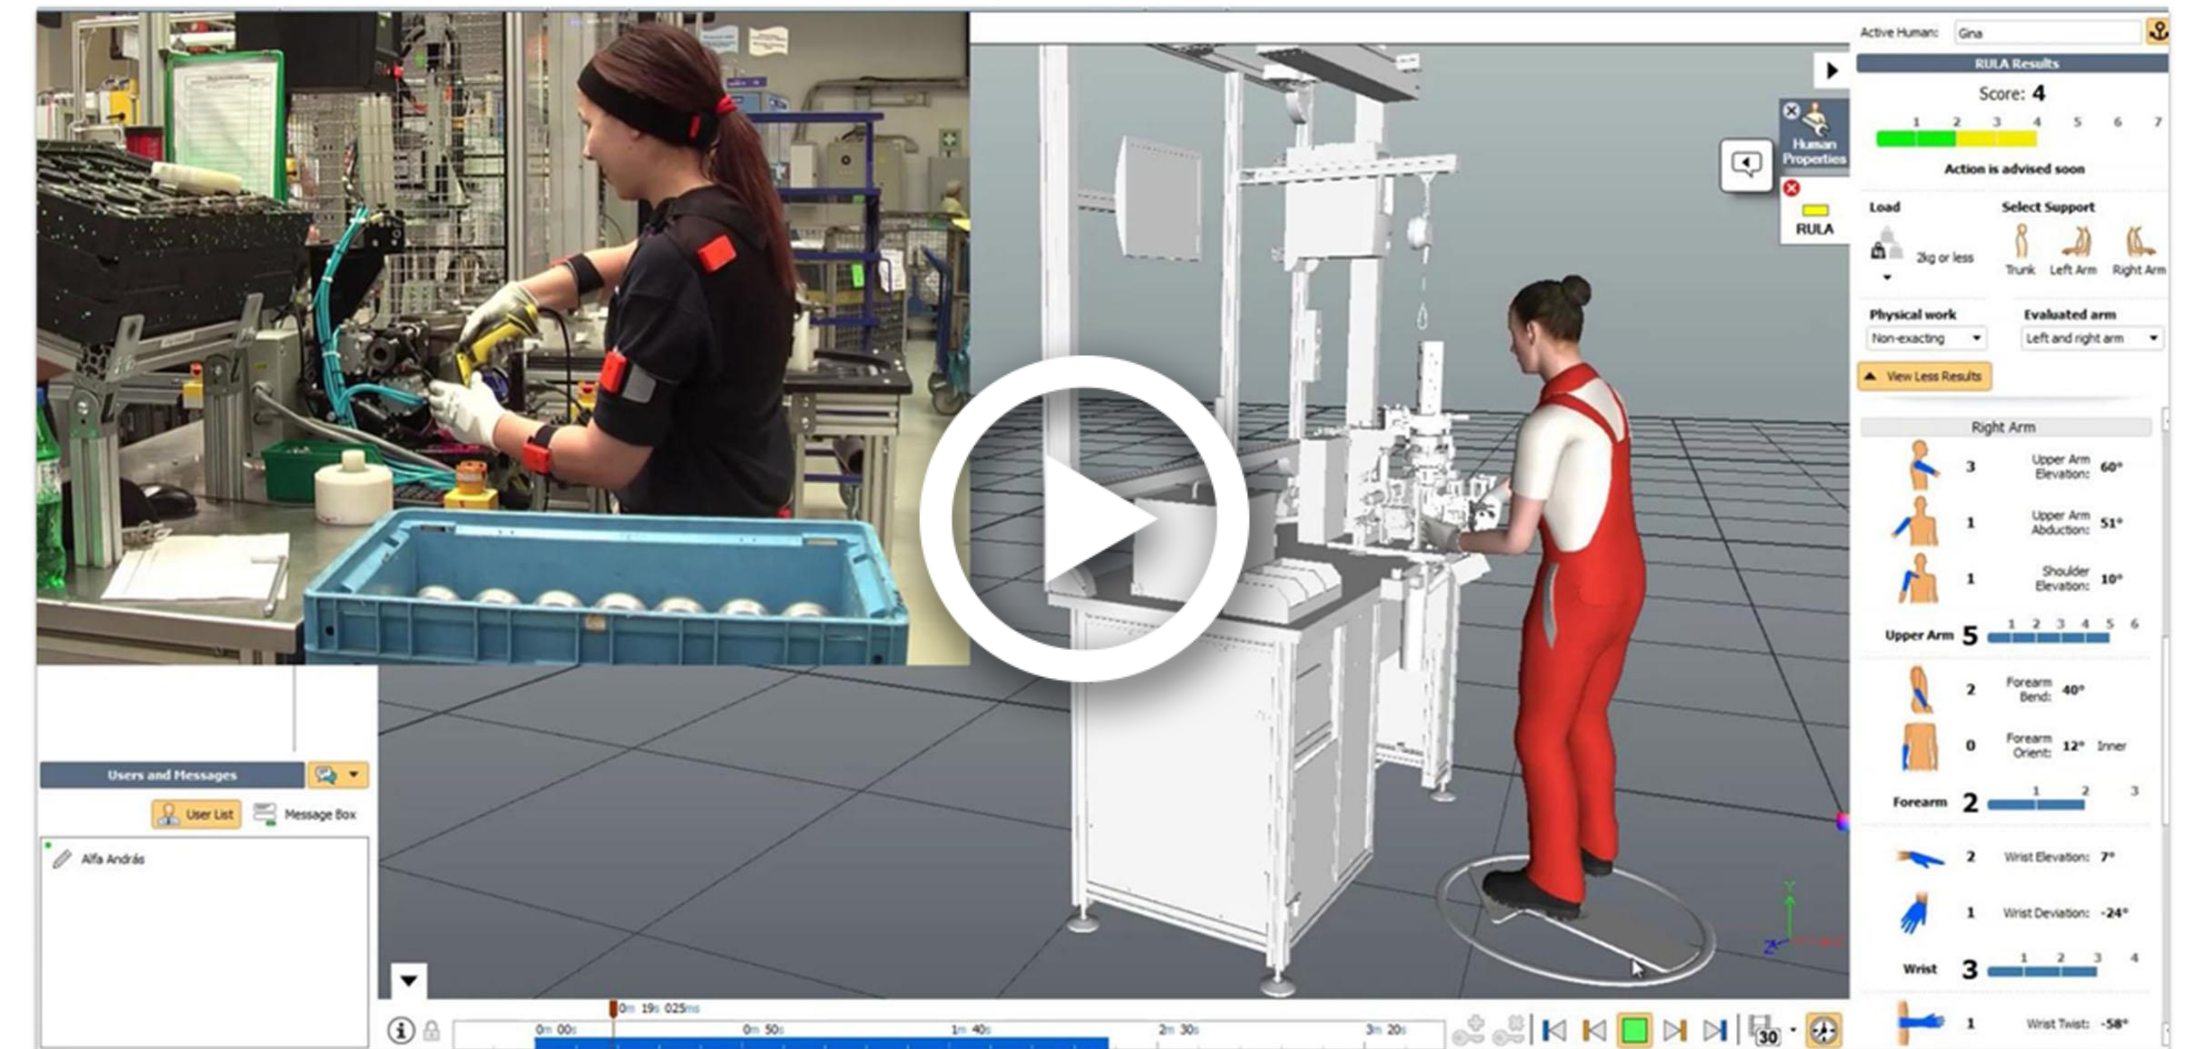 Active Human: Gina
RULA Results
Score: 4
1 2 3 4 5 6 7
Action is advised soon
Human
Properties
RULA
Load
Select Support
2kg or less
Trunk Left Arm Right Arm
Physical work
Evaluated arm
Non-exacting
Left and right arm
View Less Results
Right Arm
3 Upper Arm
Elevation: 60°
1 Upper Arm
Abduction: 51°
1 Shoulder
Elevation: 10°
Upper Arm 5 1 2 3 4 5 6
2 Forearm
Bend: 40°
0 Forearm
Orient: 12° Inner
Forearm 2 1 2 3
2 Wrist Elevation: 7°
1 Wrist Deviation: -24°
Wrist 3 1 2 3 4
1 Wrist Twist: -58°
Users and Messages
User List Message Box
Alfa András
Y
Z
0m 19s 025ms
0m 00s 0m 50s 1m 40s 2m 30s 3m 20s
30